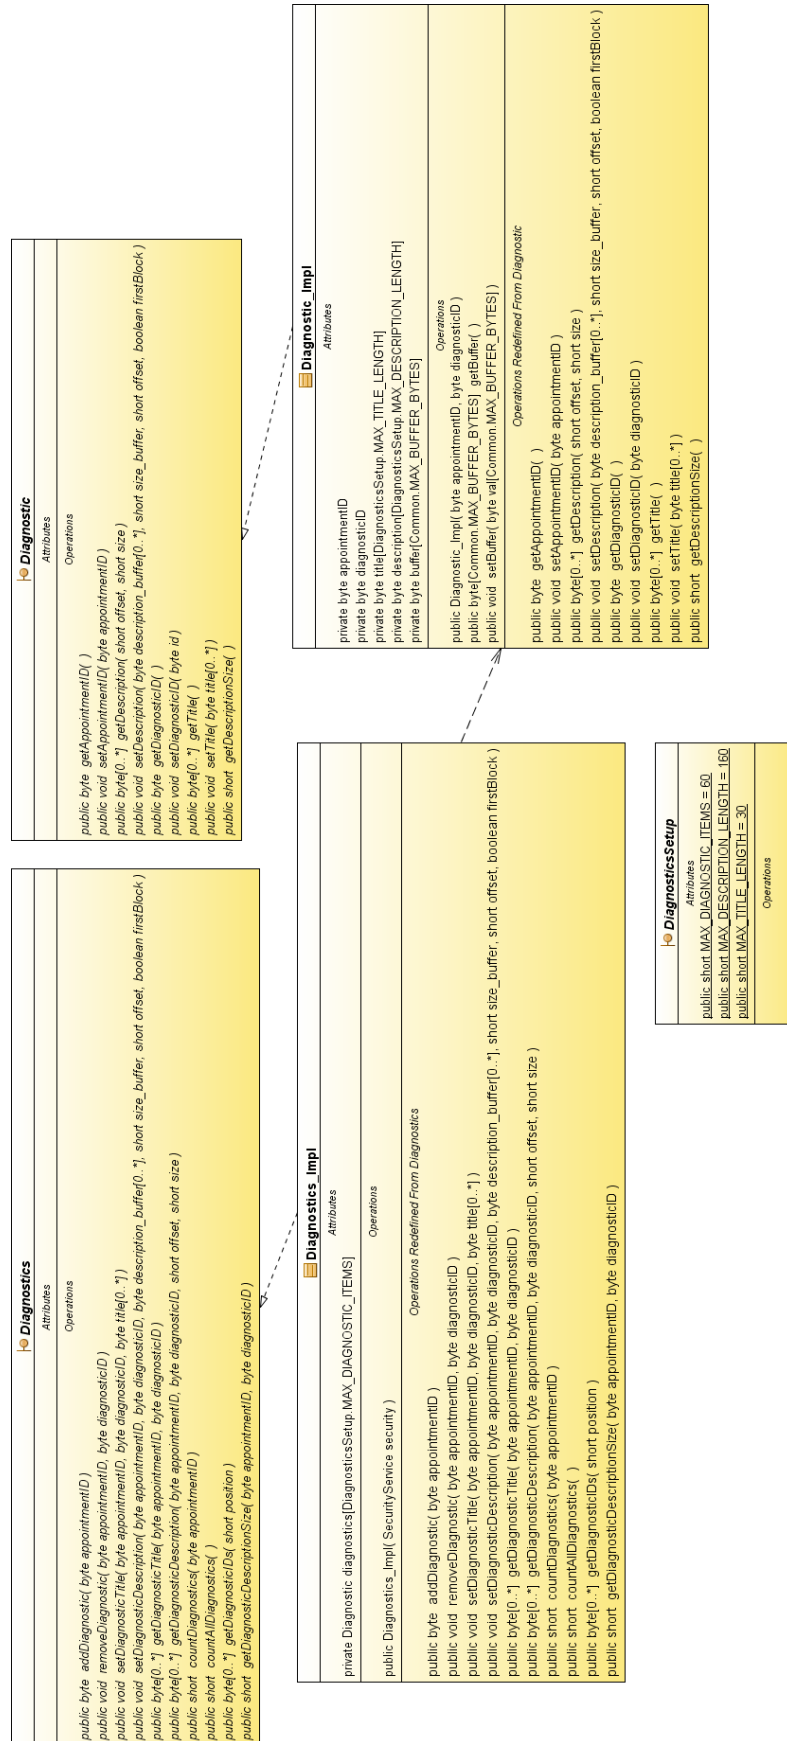 Diagnostics
Attributes
Operations
public byte addDiagnostic( byte appointmentID )
public void removeDiagnostic( byte appointmentID, byte diagnosticID )
public void setDiagnosticTitle( byte appointmentID, byte diagnosticID, byte title[0..*] )
public void setDiagnosticDescription( byte appointmentID, byte diagnosticID, byte description_buffer[0..*], short size_buffer, short offset, boolean firstBlock )
public byte[0..*] getDiagnosticTitle( byte appointmentID, byte diagnosticID )
public byte[0..*] getDiagnosticDescription( byte appointmentID, byte diagnosticID, short offset, short size )
public short countDiagnostics( byte appointmentID )
public short countAllDiagnostics( )
public byte[0..*] getDiagnosticIDs( short position )
public short getDiagnosticDescriptionSize( byte appointmentID, byte diagnosticID )
Diagnostic
Attributes
Operations
public byte getAppointmentID( )
public void setAppointmentID( byte appointmentID )
public byte[0..*] getDescription( short offset, short size )
public void setDescription( byte description_buffer[0..*], short size_buffer, short offset, boolean firstBlock )
public byte getDiagnosticID( )
public void setDiagnosticID( byte id )
public byte[0..*] getTitle( )
public void setTitle( byte title[0..*] )
public short getDescriptionSize( )
Diagnostics_Impl
Attributes
private Diagnostic diagnostics[DiagnosticsSetup.MAX_DIAGNOSTIC_ITEMS]
Operations
public Diagnostics_Impl( SecurityService security )
Operations Redefined From Diagnostics
public byte addDiagnostic( byte appointmentID )
public void removeDiagnostic( byte appointmentID, byte diagnosticID )
public void setDiagnosticTitle( byte appointmentID, byte diagnosticID, byte title[0..*] )
public void setDiagnosticDescription( byte appointmentID, byte diagnosticID, byte description_buffer[0..*], short size_buffer, short offset, boolean firstBlock )
public byte[0..*] getDiagnosticTitle( byte appointmentID, byte diagnosticID )
public byte[0..*] getDiagnosticDescription( byte appointmentID, byte diagnosticID, short offset, short size )
public short countDiagnostics( byte appointmentID )
public short countAllDiagnostics( )
public byte[0..*] getDiagnosticIDs( short position )
public short getDiagnosticDescriptionSize( byte appointmentID, byte diagnosticID )
Diagnostic_Impl
Attributes
private byte appointmentID
private byte diagnosticID
private byte title[DiagnosticsSetup.MAX_TITLE_LENGTH]
private byte description[DiagnosticsSetup.MAX_DESCRIPTION_LENGTH]
private byte buffer[Common.MAX_BUFFER_BYTES]
Operations
public Diagnostic_Impl( byte appointmentID, byte diagnosticID )
public byte[Common.MAX_BUFFER_BYTES] getBuffer( )
public void setBuffer( byte val[Common.MAX_BUFFER_BYTES] )
Operations Redefined From Diagnostic
public byte getAppointmentID( )
public void setAppointmentID( byte appointmentID )
public byte[0..*] getDescription( short offset, short size )
public void setDescription( byte description_buffer[0..*], short size_buffer, short offset, boolean firstBlock )
public byte getDiagnosticID( )
public void setDiagnosticID( byte diagnosticID )
public byte[0..*] getTitle( )
public void setTitle( byte title[0..*] )
public short getDescriptionSize( )
DiagnosticsSetup
Attributes
public short MAX_DIAGNOSTIC_ITEMS = 60
public short MAX_DESCRIPTION_LENGTH = 160
public short MAX_TITLE_LENGTH = 30
Operations